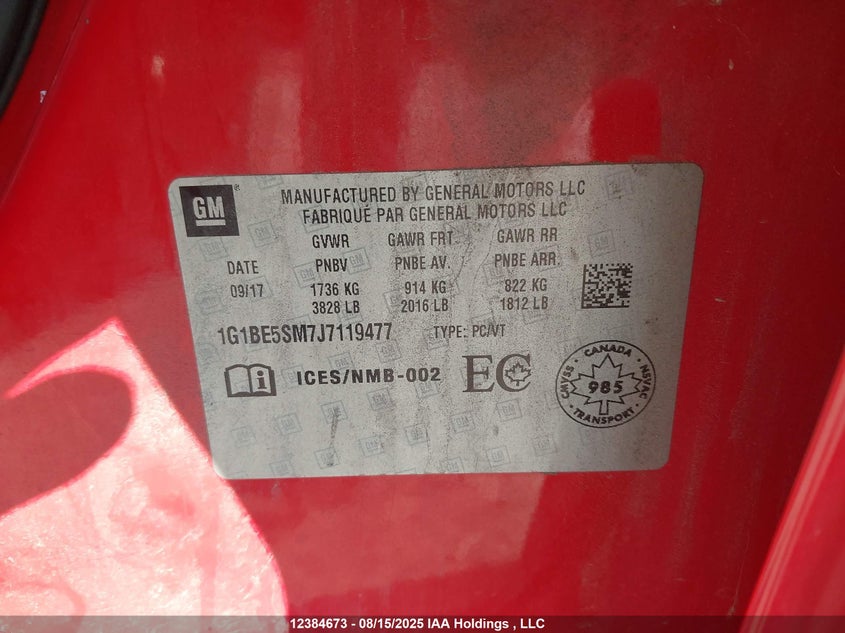 GM ®
MANUFACTURED BY GENERAL MOTORS LLC
FABRIQUÉ PAR GENERAL MOTORS LLC
GVWR GAWR FRT. GAWR RR
DATE PNBV PNBE AV. PNBE ARR.
09/17 1736 KG 914 KG 822 KG
3828 LB 2016 LB 1812 LB
1G1BE5SM7J7119477 TYPE: PC/VT
ICES/NMB-002 EC
CANADA
CMVSS 985 NSVAC
TRANSPORT
12384673 - 08/15/2025 IAA Holdings , LLC